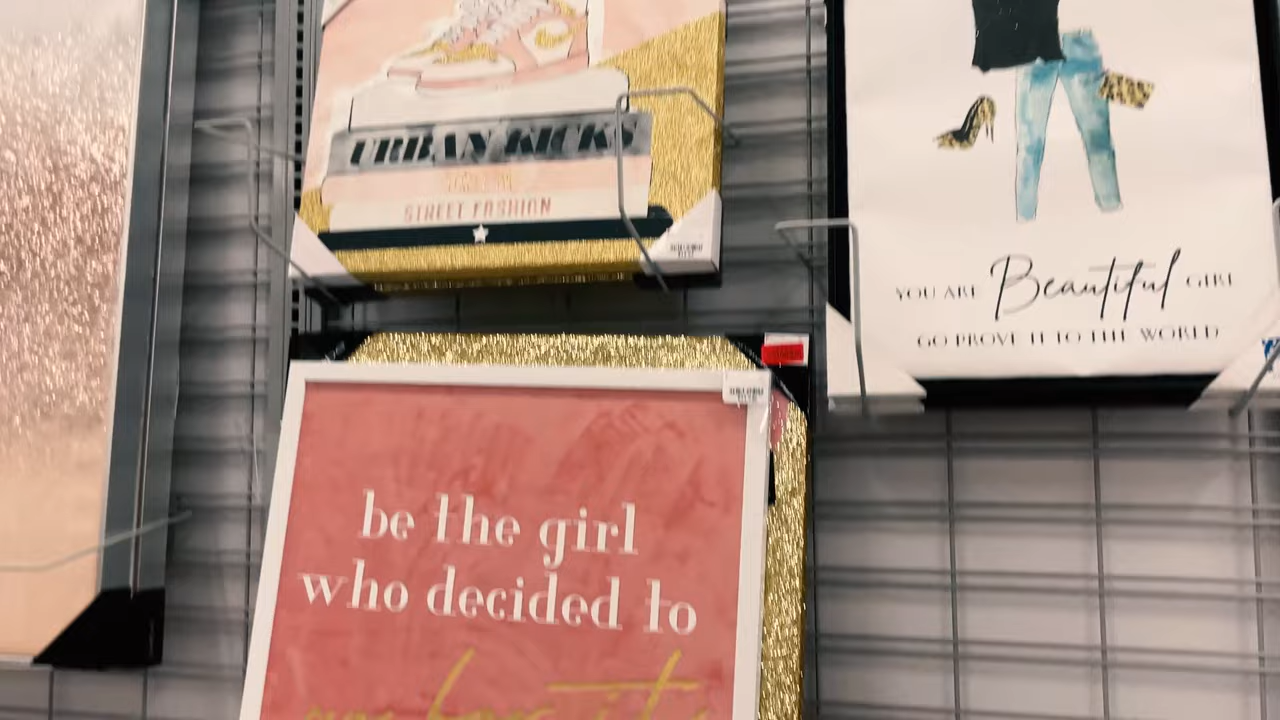 URBAN KICKS
STREET FASHION
YOU ARE Beautiful GIRL
GO PROVE IT TO THE WORLD
be the girl
who decided to